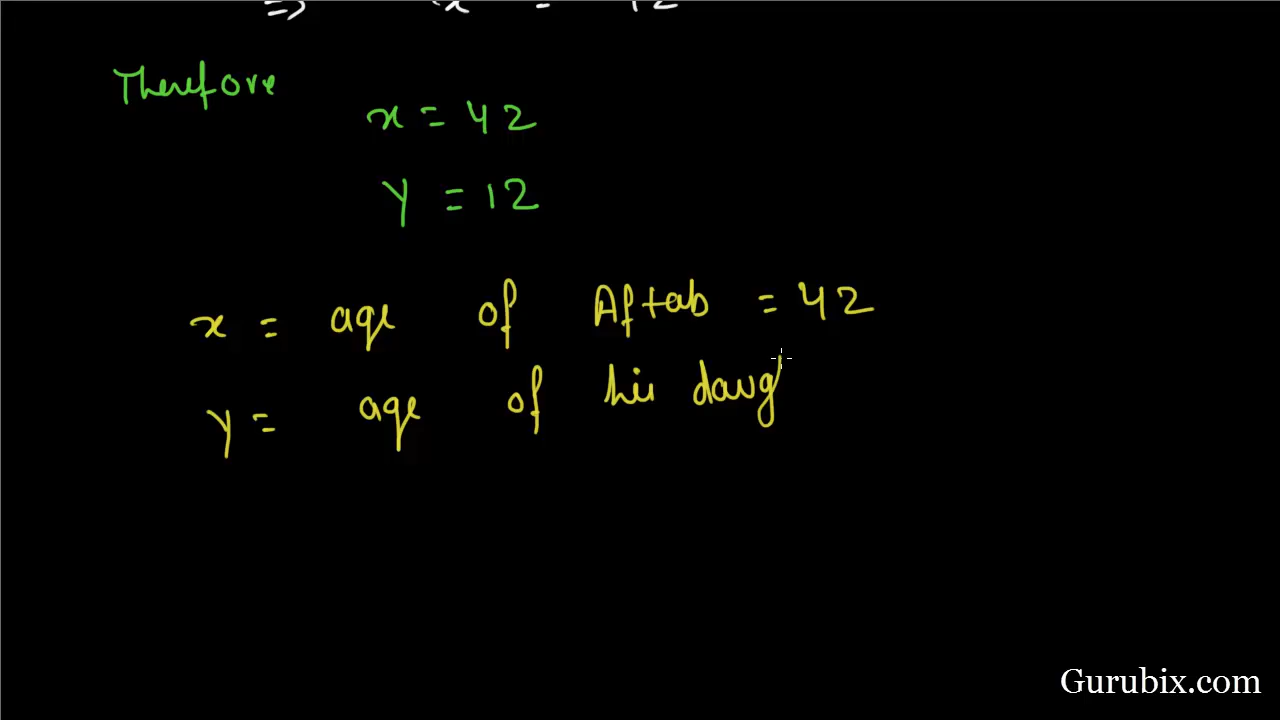 Therefore
x = 42
y = 12
x = age of Aftab = 42
y = age of his daug
Gurubix.com